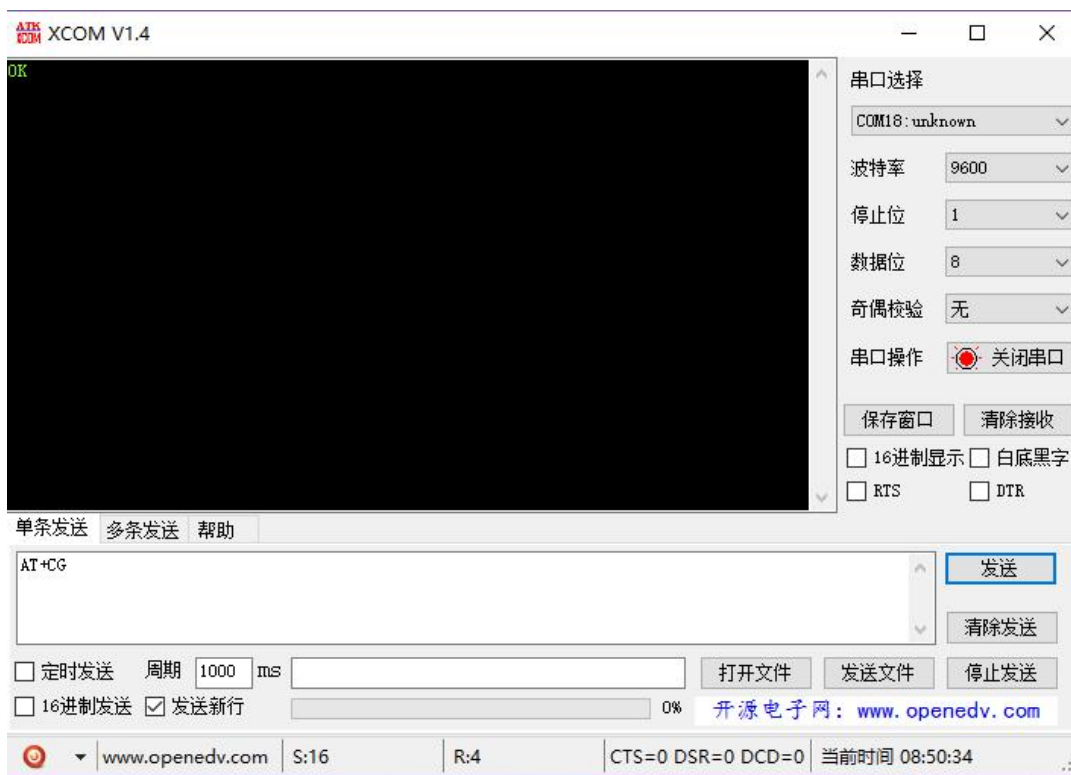 ATK XCOM XCOM V1.4
OK
串口选择
COM18:unknown
波特率 9600
停止位 1
数据位 8
奇偶校验 无
串口操作 关闭串口
保存窗口 清除接收
16进制显示 白底黑字
RTS DTR
单条发送 多条发送 帮助
AT+CG
发送
清除发送
定时发送 周期 1000 ms 打开文件 发送文件 停止发送
16进制发送 发送新行 0% 开源电子网: www.openedv.com
www.openedv.com S:16 R:4 CTS=0 DSR=0 DCD=0 当前时间 08:50:34